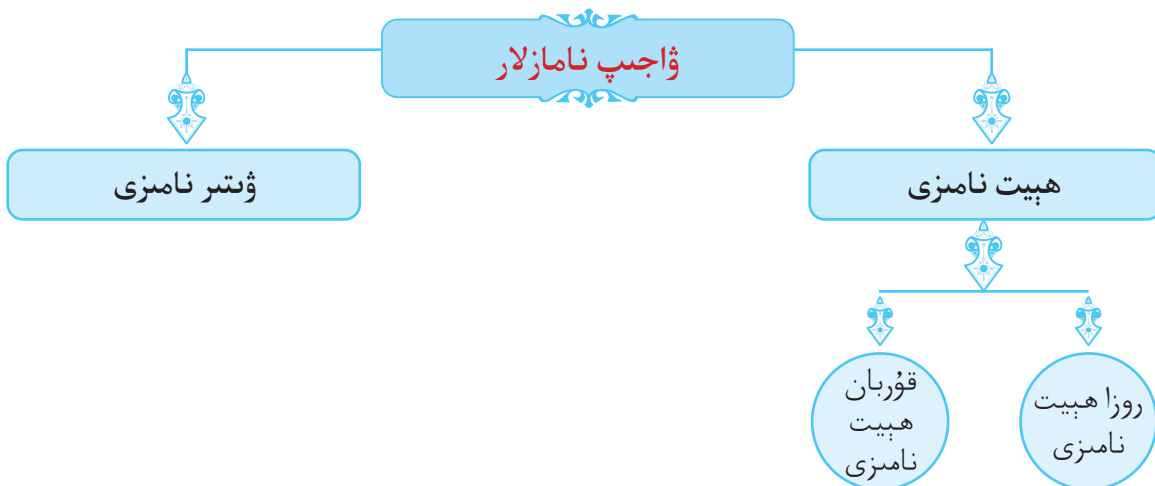 ۋاجىپ نامازلار
ھېيت نامىزى
ۋىتىر نامىزى
روزا ھېيت
نامىزى
قۇربان
ھېيت
نامىزى